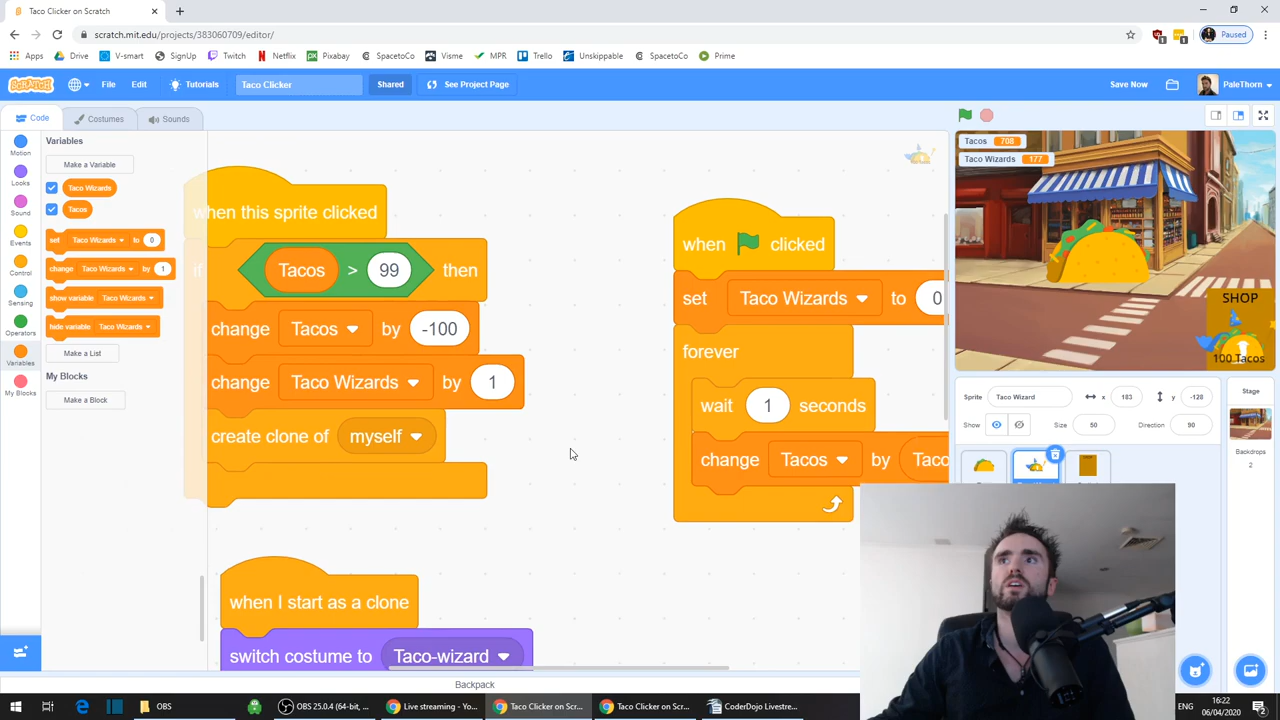 Taco Clicker on Scratch
scratch.mit.edu/projects/383060709/editor/
Paused
Apps
Drive
V-smart
SignUp
Twitch
Netflix
Pixabay
SpacetoCo
Visme
MPR
Trello
Unskippable
SpacetoCo
Prime
SCRATCH
File
Edit
Tutorials
Taco Clicker
Shared
See Project Page
Save Now
PaleThorn
Code
Costumes
Sounds
Motion
Looks
Sound
Events
Control
Sensing
Operators
Variables
My Blocks
Variables
Make a Variable
Taco Wizards
Tacos
set Taco Wizards to 0
change Taco Wizards by 1
show variable Taco Wizards
hide variable Taco Wizards
Make a List
My Blocks
Make a Block
when this sprite clicked
if Tacos > 99 then
change Tacos by -100
change Taco Wizards by 1
create clone of myself
when I start as a clone
switch costume to Taco-wizard
when clicked
set Taco Wizards to 0
forever
wait 1 seconds
change Tacos by Taco
Tacos 708
Taco Wizards 177
SHOP
100 Tacos
Sprite Taco Wizard x 183 y -120
Show Size 50 Direction 90
Stage
Backdrops
2
Backpack
OBS
OBS 25.0.4 (64-bit, ...
Live streaming - Yo...
Taco Clicker on Scr...
Taco Clicker on Scr...
CoderDojo Livestre...
ENG
16:22
06/04/2020
2